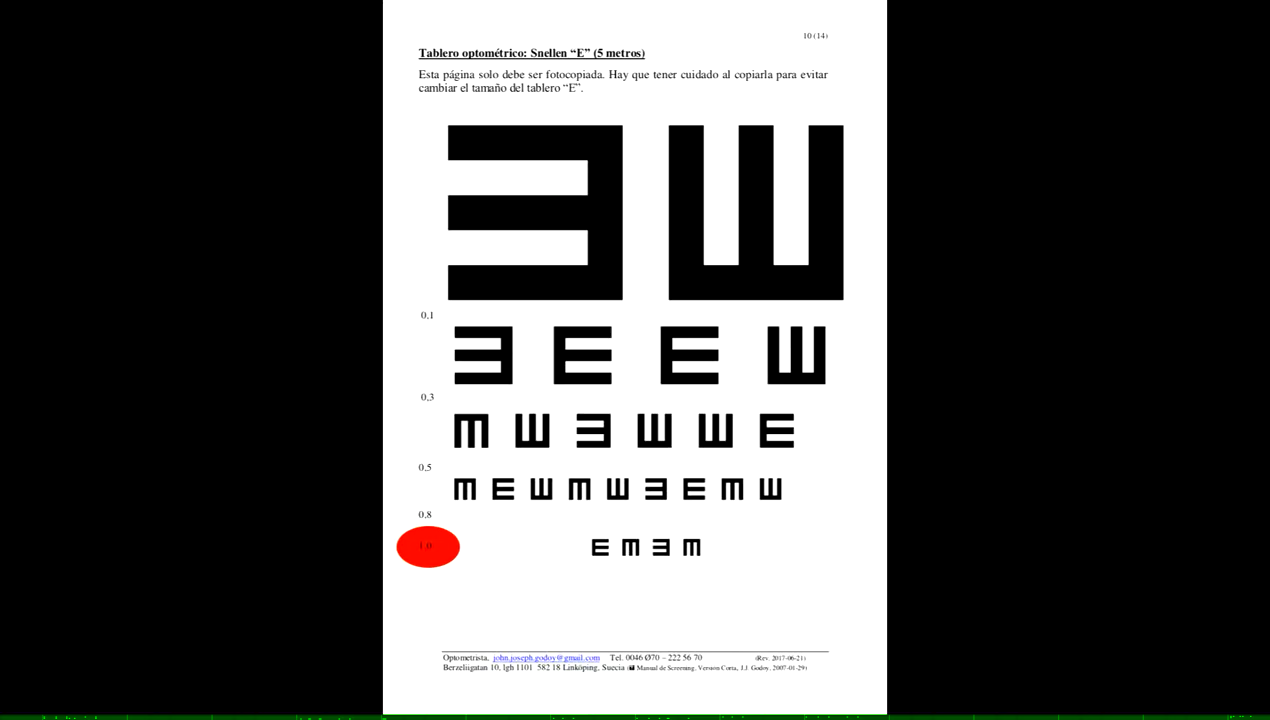 10 (14)
Tablero optométrico: Snellen “E” (5 metros)
Esta página solo debe ser fotocopiada. Hay que tener cuidado al copiarla para evitar
cambiar el tamaño del tablero “E”.
0,1
0,3
0,5
0,8
1,0
Optometrista, john.joseph.godoy@gmail.com Tel. 0046 Ø70 – 222 56 70 (Rev. 2017-06-21)
Berzeliigatan 10, lgh 1101 582 18 Linköping, Suecia (Manual de Screening, Version Corta, J.J. Godoy, 2007-01-29)